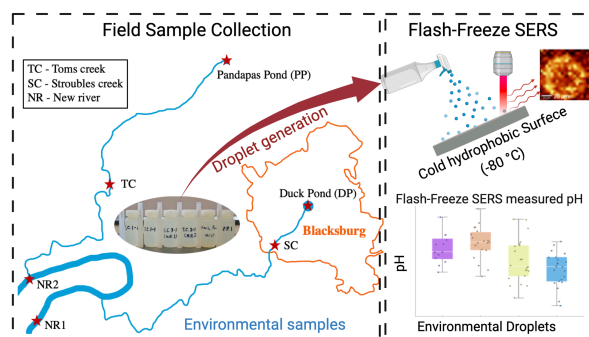 Field Sample Collection
TC - Toms creek
SC - Stroubles creek
NR - New river
Pandapas Pond (PP)
Droplet generation
TC
Duck Pond (DP)
Blacksburg
SC
NR2
NR1
Environmental samples
Flash-Freeze SERS
Cold hydrophobic Surfece
(-80 °C)
Flash-Freeze SERS measured pH
pH
Environmental Droplets